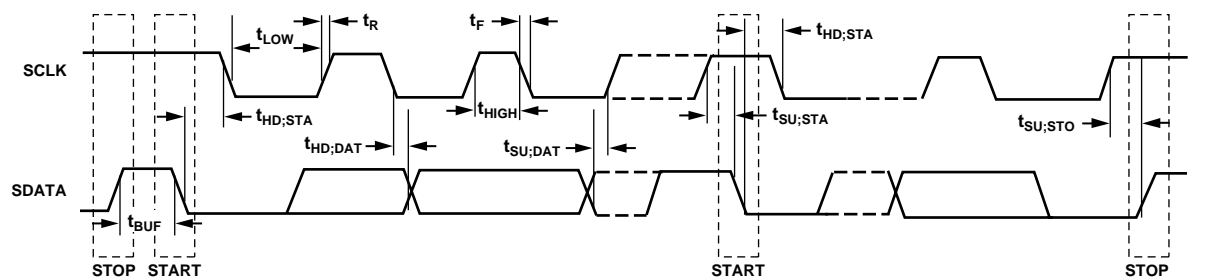 tR
tF
tLOW
tHD;STA
SCLK
tHD;STA
tHIGH
tSU;STA
tSU;STO
tHD;DAT
tSU;DAT
SDATA
tBUF
STOP
START
START
STOP